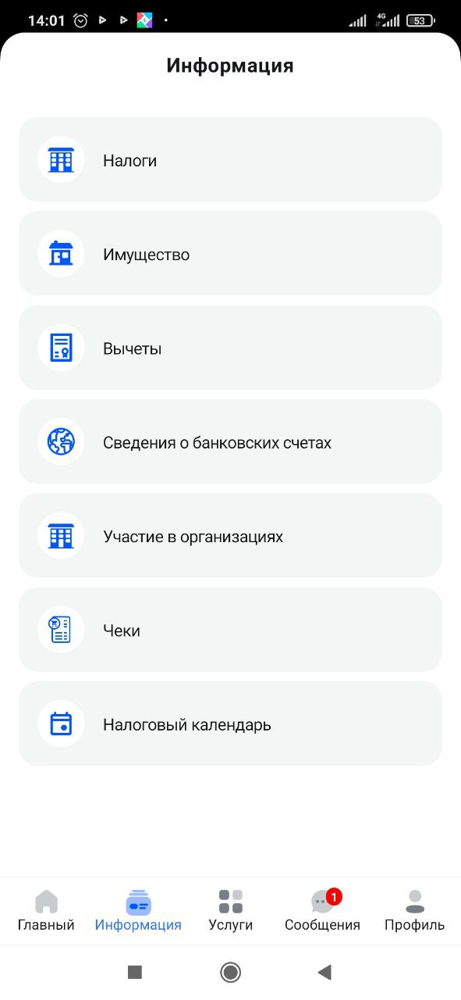 14:01
4G
53
Информация
Налоги
Имущество
Вычеты
Сведения о банковских счетах
Участие в организациях
Чеки
Налоговый календарь
1
Главный Информация Услуги Сообщения Профиль